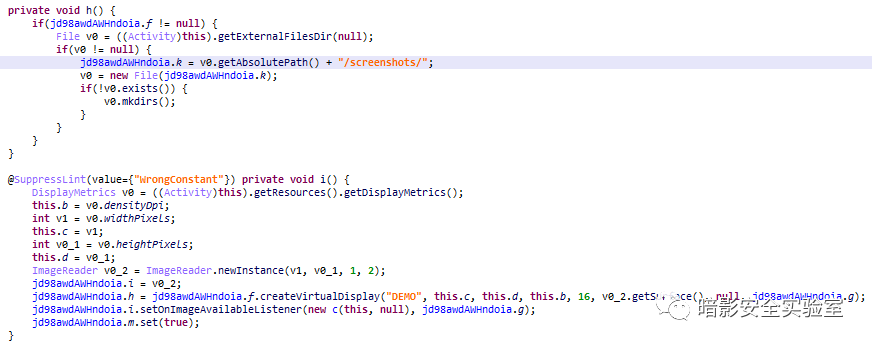 private void h() {
    if(jd98awdAWHndoia.f != null) {
        File v0 = ((Activity)this).getExternalFilesDir(null);
        if(v0 != null) {
            jd98awdAWHndoia.k = v0.getAbsolutePath() + "/screenshots/";
            v0 = new File(jd98awdAWHndoia.k);
            if(!v0.exists()) {
                v0.mkdirs();
            }
        }
    }
}
@SuppressLint(value={"WrongConstant"}) private void i() {
    DisplayMetrics v0 = ((Activity)this).getResources().getDisplayMetrics();
    this.b = v0.densityDpi;
    int v1 = v0.widthPixels;
    this.c = v1;
    int v0_1 = v0.heightPixels;
    this.d = v0_1;
    ImageReader v0_2 = ImageReader.newInstance(v1, v0_1, 1, 2);
    jd98awdAWHndoia.i = v0_2;
    jd98awdAWHndoia.h = jd98awdAWHndoia.f.createVirtualDisplay("DEMO", this.c, this.d, this.b, 16, v0_2.getSurface(), null, jd98awdAWHndoia.g);
    jd98awdAWHndoia.i.setOnImageAvailableListener(new c(this, null), jd98awdAWHndoia.g);
    jd98awdAWHndoia.m.set(true);
}
暗影安全实验室